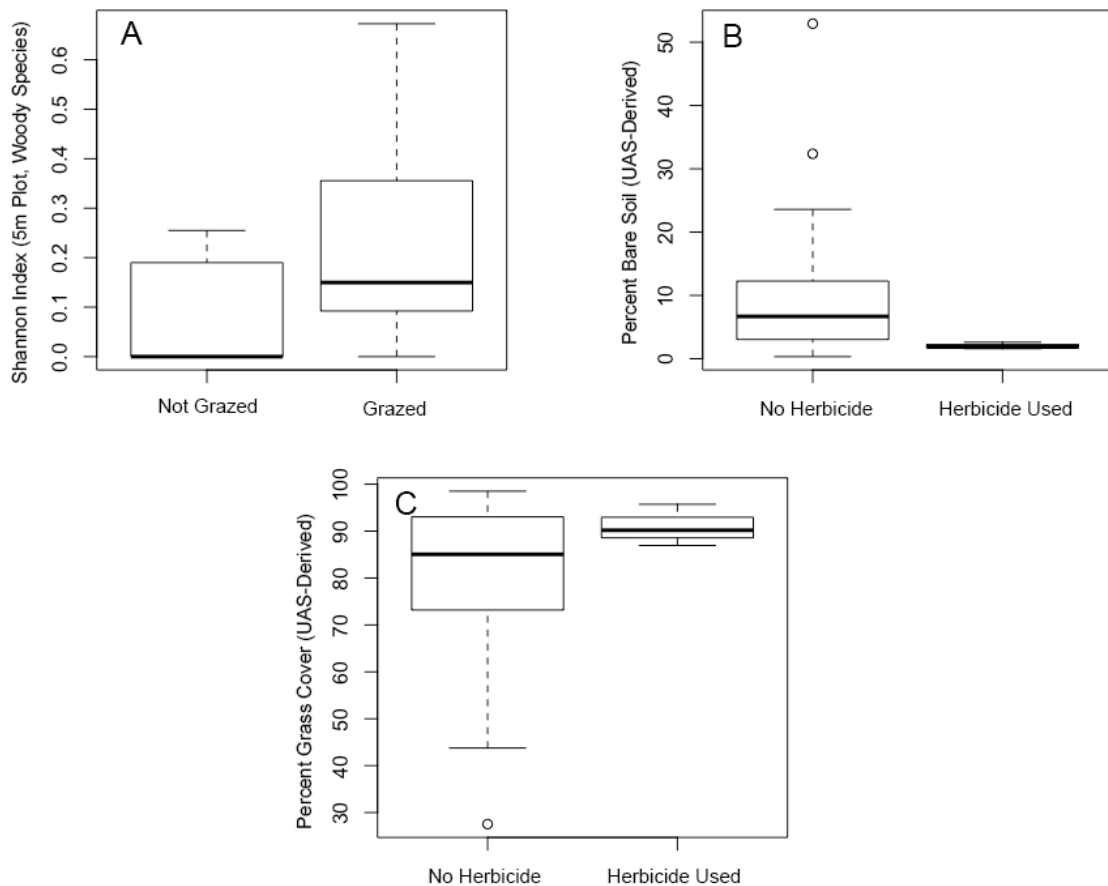 A
Shannon Index (5m Plot, Woody Species)
0.6
0.5
0.4
0.3
0.2
0.1
0.0
Not Grazed
Grazed
B
Percent Bare Soil (UAS-Derived)
50
40
30
20
10
0
No Herbicide
Herbicide Used
C
Percent Grass Cover (UAS-Derived)
100
90
80
70
60
50
40
30
No Herbicide
Herbicide Used